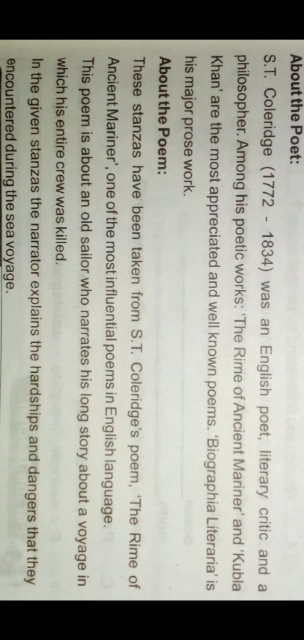 About the Poet:
S.T. Coleridge (1772 - 1834) was an English poet, literary critic and a
philosopher. Among his poetic works: 'The Rime of Ancient Mariner' and 'Kubla
Khan' are the most appreciated and well known poems. 'Biographia Literaria' is
his major prose work.
About the Poem:
These stanzas have been taken from S.T. Coleridge's poem, 'The Rime of
Ancient Mariner', one of the most influential poems in English language.
This poem is about an old sailor who narrates his long story about a voyage in
which his entire crew was killed.
In the given stanzas the narrator explains the hardships and dangers that they
encountered during the sea voyage.